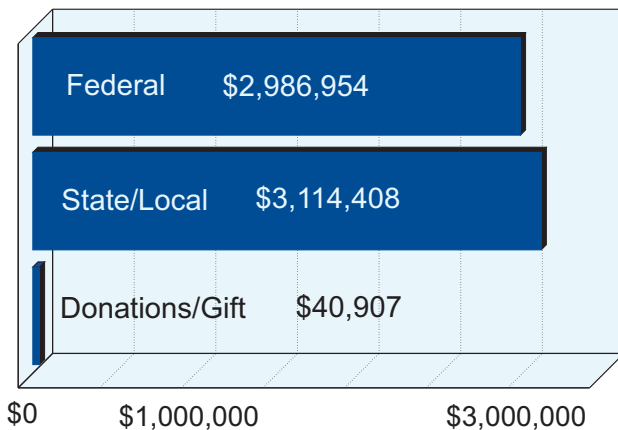 Federal $2,986,954
State/Local $3,114,408
Donations/Gift $40,907
$0 $1,000,000 $3,000,000